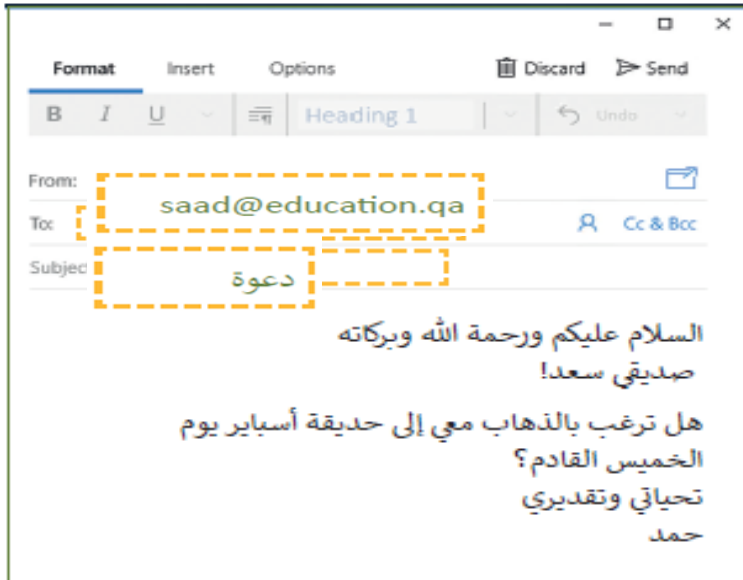 Format Insert Options Discard Send
B I U Heading 1 Undo
From:
saad@education.qa
To: Cc & Bcc
Subjec
دعوة
السلام عليكم ورحمة الله وبركاته
صديقي سعد!
هل ترغب بالذهاب معي إلى حديقة أسباير يوم
الخميس القادم؟
تحياتي وتقديري
حمد